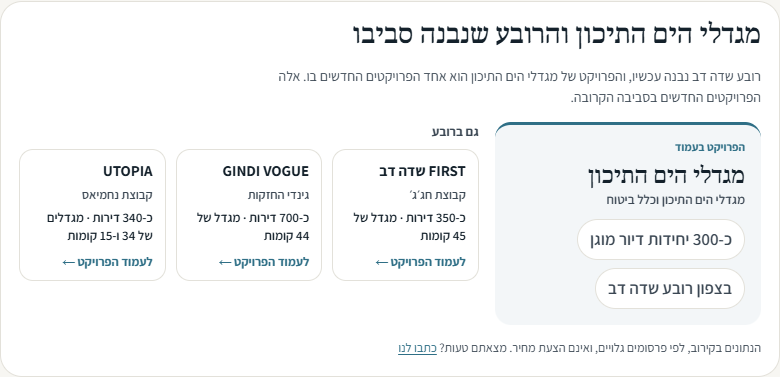 מגדלי הים התיכון והרובע שנבנה סביבו
רובע שדה דב נבנה עכשיו, והפרויקט של מגדלי הים התיכון הוא אחד הפרויקטים החדשים בו. אלה
הפרויקטים החדשים בסביבה הקרובה.
הפרויקט בעמוד
מגדלי הים התיכון
מגדלי הים התיכון וכלל ביטוח
כ-300 יחידות דיור מוגן
בצפון רובע שדה דב
גם ברובע
FIRST שדה דב
קבוצת חג׳ג׳
כ-350 דירות · מגדל של
45 קומות
לעמוד הפרויקט ←
GINDI VOGUE
גינדי החזקות
כ-700 דירות · מגדל של
44 קומות
לעמוד הפרויקט ←
UTOPIA
קבוצת נחמיאס
כ-340 דירות · מגדלים
של 34 ו-15 קומות
לעמוד הפרויקט ←
הנתונים בקירוב, לפי פרסומים גלויים, ואינם הצעת מחיר. מצאתם טעות? כתבו לנו